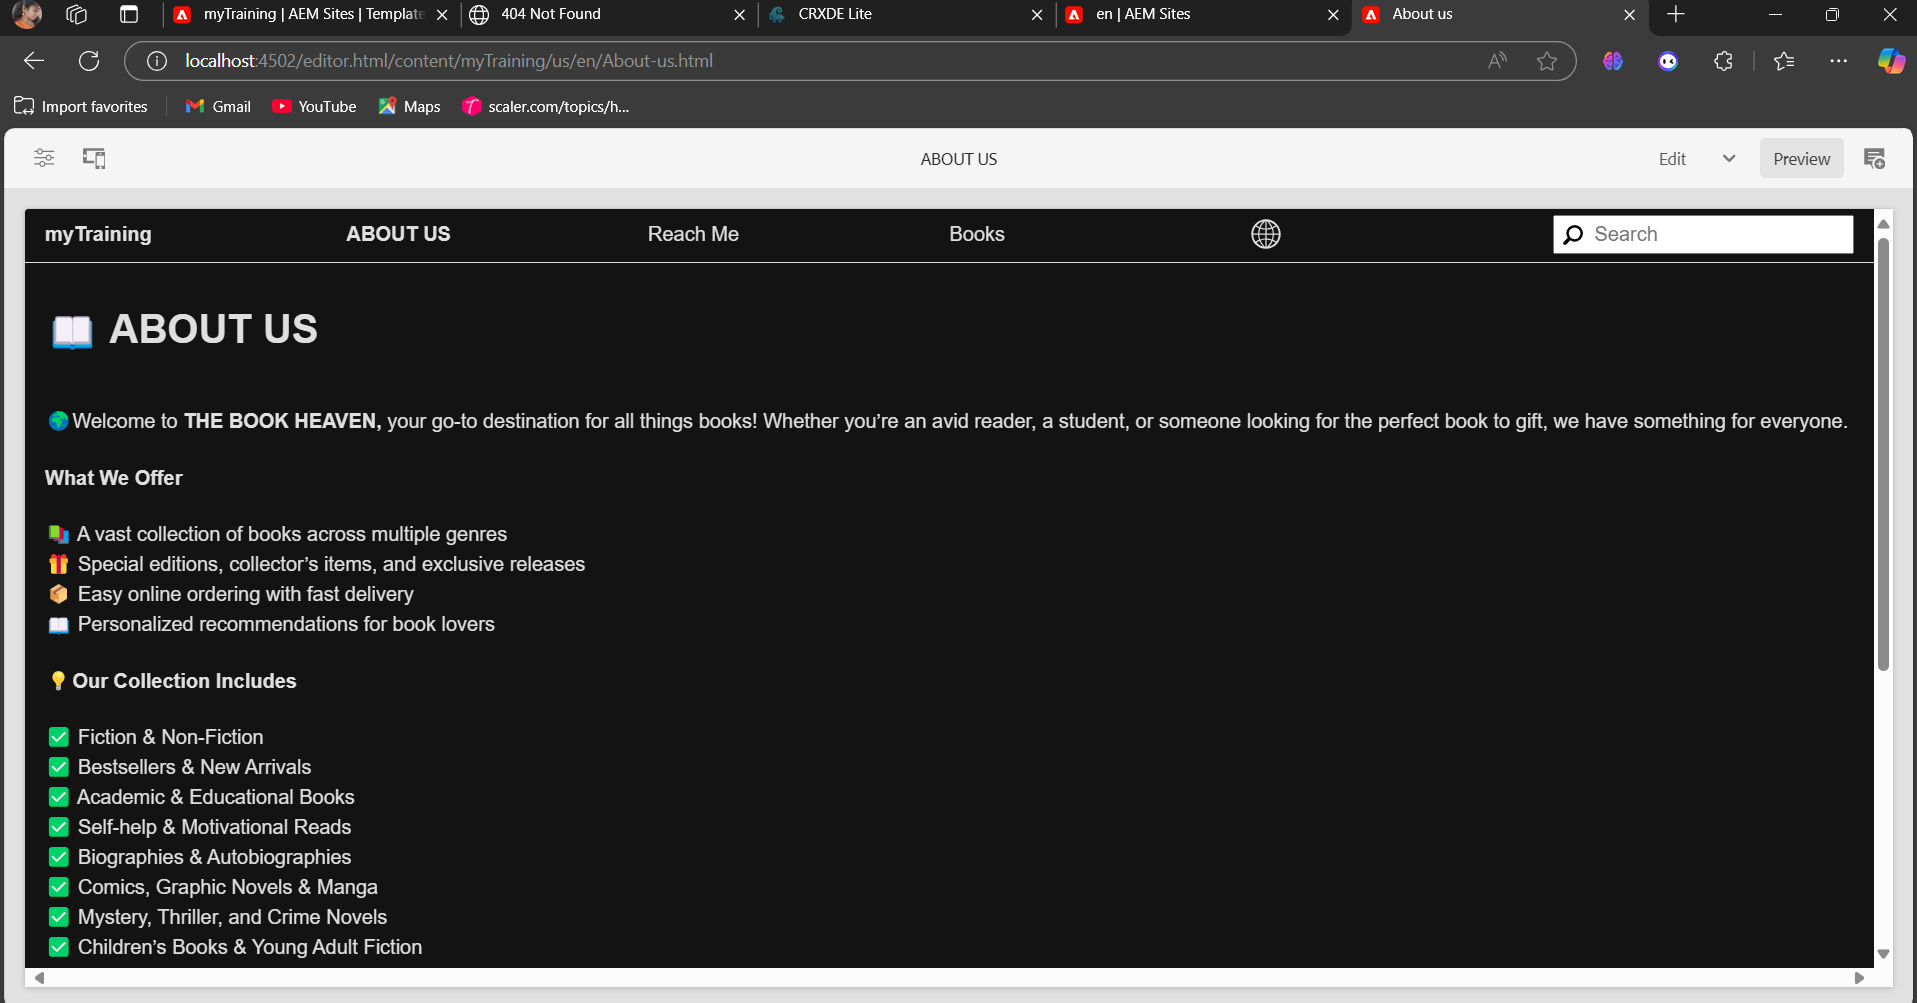 myTraining | AEM Sites | Template
404 Not Found
CRXDE Lite
en | AEM Sites
About us
localhost:4502/editor.html/content/myTraining/us/en/About-us.html
Import favorites
Gmail
YouTube
Maps
scaler.com/topics/h...
ABOUT US
Edit
Preview
myTraining
ABOUT US
Reach Me
Books
Search
📖 ABOUT US
🌍Welcome to THE BOOK HEAVEN, your go-to destination for all things books! Whether you’re an avid reader, a student, or someone looking for the perfect book to gift, we have something for everyone.
What We Offer
📚 A vast collection of books across multiple genres
🎁 Special editions, collector’s items, and exclusive releases
📦 Easy online ordering with fast delivery
📖 Personalized recommendations for book lovers
💡Our Collection Includes
✅ Fiction & Non-Fiction
✅ Bestsellers & New Arrivals
✅ Academic & Educational Books
✅ Self-help & Motivational Reads
✅ Biographies & Autobiographies
✅ Comics, Graphic Novels & Manga
✅ Mystery, Thriller, and Crime Novels
✅ Children’s Books & Young Adult Fiction